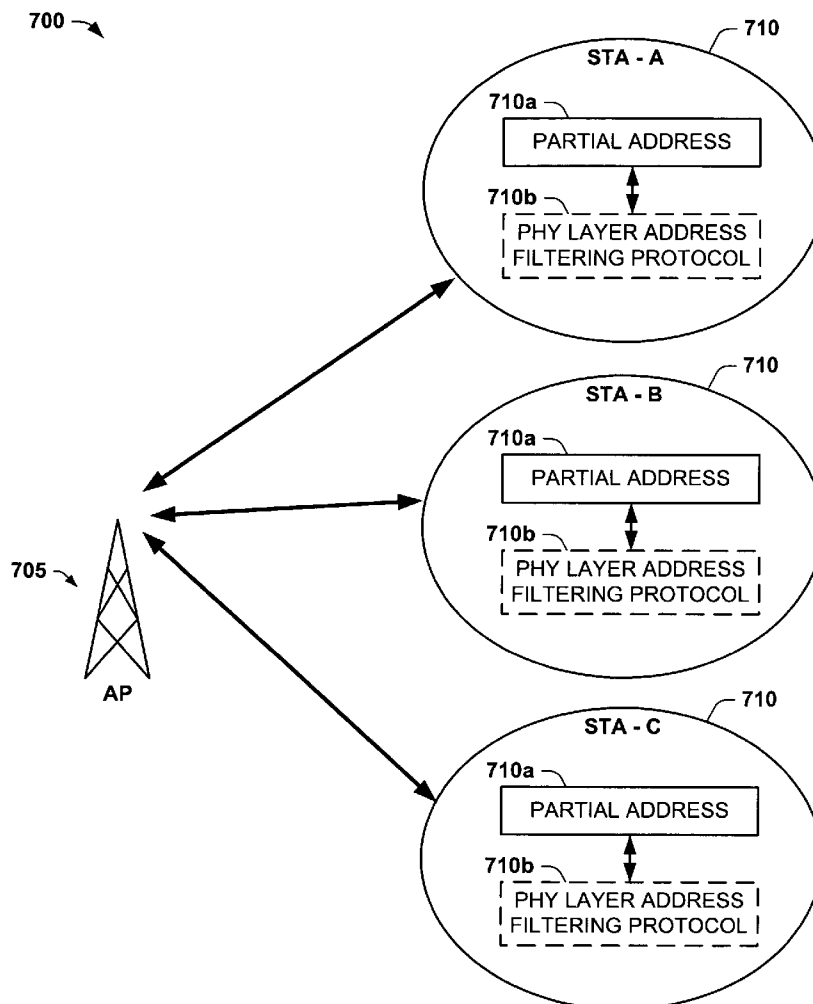 700
710
STA - A
710a
PARTIAL ADDRESS
710b
PHY LAYER ADDRESS
FILTERING PROTOCOL
710
STA - B
710a
PARTIAL ADDRESS
710b
PHY LAYER ADDRESS
FILTERING PROTOCOL
705
AP
710
STA - C
710a
PARTIAL ADDRESS
710b
PHY LAYER ADDRESS
FILTERING PROTOCOL